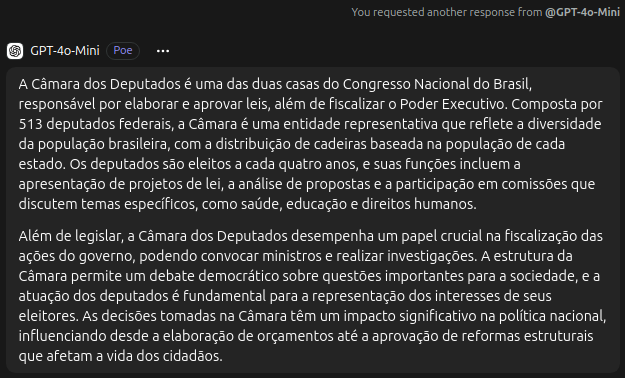 You requested another response from @GPT-4o-Mini
GPT-4o-Mini Poe ···
A Câmara dos Deputados é uma das duas casas do Congresso Nacional do Brasil,
responsável por elaborar e aprovar leis, além de fiscalizar o Poder Executivo. Composta por
513 deputados federais, a Câmara é uma entidade representativa que reflete a diversidade
da população brasileira, com a distribuição de cadeiras baseada na população de cada
estado. Os deputados são eleitos a cada quatro anos, e suas funções incluem a
apresentação de projetos de lei, a análise de propostas e a participação em comissões que
discutem temas específicos, como saúde, educação e direitos humanos.
Além de legislar, a Câmara dos Deputados desempenha um papel crucial na fiscalização das
ações do governo, podendo convocar ministros e realizar investigações. A estrutura da
Câmara permite um debate democrático sobre questões importantes para a sociedade, e a
atuação dos deputados é fundamental para a representação dos interesses de seus
eleitores. As decisões tomadas na Câmara têm um impacto significativo na política nacional,
influenciando desde a elaboração de orçamentos até a aprovação de reformas estruturais
que afetam a vida dos cidadãos.